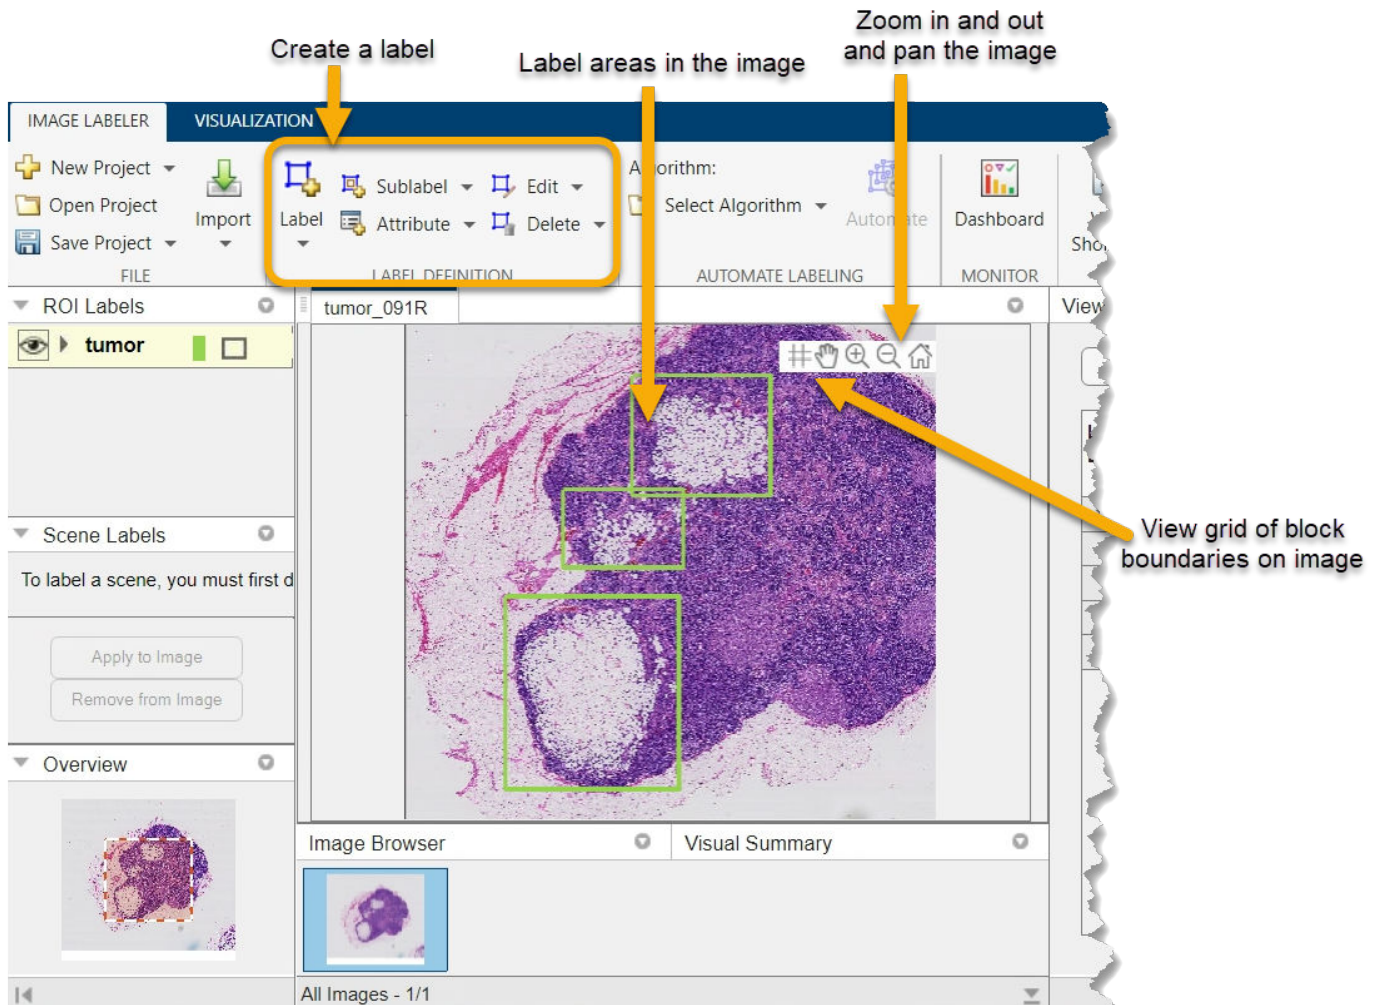 Zoom in and out
and pan the image
Create a label
Label areas in the image
IMAGE LABELER
VISUALIZATION
New Project
Open Project
Save Project
Import
FILE
Label
Sublabel
Attribute
Edit
Delete
LABEL DEFINITION
Select Algorithm
AUTOMATE LABELING
Dashboard
MONITOR
ROI Labels
tumor
tumor_091R
View
Scene Labels
To label a scene, you must first d
Apply to Image
Remove from Image
View grid of block
boundaries on image
Overview
Image Browser
Visual Summary
All Images - 1/1